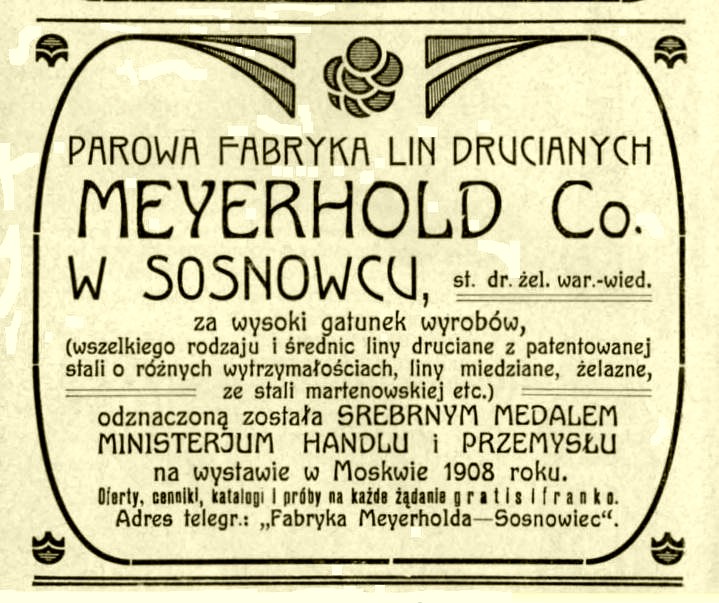 PAROWA FABRYKA LIN DRUCIANYCH
MEYERHOLD Co.
W SOSNOWCU, st. dr. żel. war.-wied.
za wysoki gatunek wyrobów,
(wszelkiego rodzaju i średnic liny druciane z patentowanej
stali o różnych wytrzymałościach, liny miedziane, żelazne,
ze stali martenowskiej etc.)
odznaczoną została SREBRNYM MEDALEM
MINISTERJUM HANDLU i PRZEMYSŁU
na wystawie w Moskwie 1908 roku.
Oferty, cenniki, katalogi i próby na każde żądanie gratis i franko.
Adres telegr.: „Fabryka Meyerholda—Sosnowiec“.